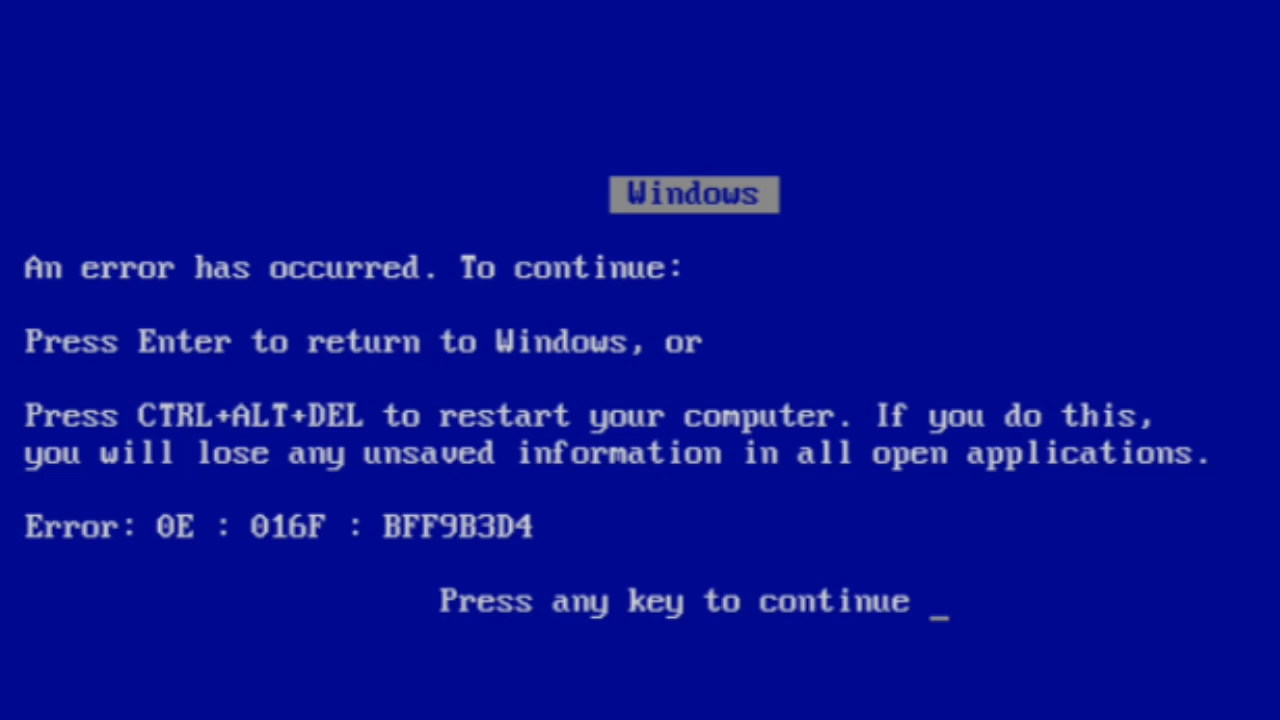 Windows
An error has occurred. To continue:
Press Enter to return to Windows, or
Press CTRL+ALT+DEL to restart your computer. If you do this,
you will lose any unsaved information in all open applications.
Error: 0E : 016F : BFF9B3D4
Press any key to continue _